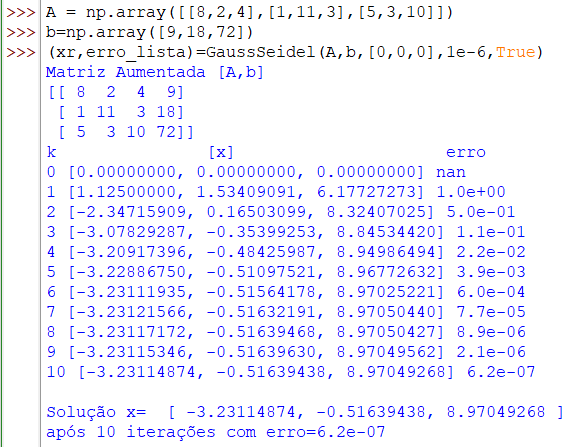 >>> A = np.array([[8,2,4],[1,11,3],[5,3,10]])
>>> b=np.array([9,18,72])
>>> (xr,erro_lista)=GaussSeidel(A,b,[0,0,0],1e-6,True)
Matriz Aumentada [A,b]
[[ 8  2  4  9]
 [ 1 11  3 18]
 [ 5  3 10 72]]
k             [x]                  erro
0 [0.00000000, 0.00000000, 0.00000000] nan
1 [1.12500000, 1.53409091, 6.17727273] 1.0e+00
2 [-2.34715909, 0.16503099, 8.32407025] 5.0e-01
3 [-3.07829287, -0.35399253, 8.84534420] 1.1e-01
4 [-3.20917396, -0.48425987, 8.94986494] 2.2e-02
5 [-3.22886750, -0.51097521, 8.96772632] 3.9e-03
6 [-3.23111935, -0.51564178, 8.97025221] 6.0e-04
7 [-3.23121566, -0.51632191, 8.97050440] 7.7e-05
8 [-3.23117172, -0.51639468, 8.97050427] 8.9e-06
9 [-3.23115346, -0.51639630, 8.97049562] 2.1e-06
10 [-3.23114874, -0.51639438, 8.97049268] 6.2e-07
Solução x=  [ -3.23114874, -0.51639438, 8.97049268 ]
após 10 iterações com erro=6.2e-07